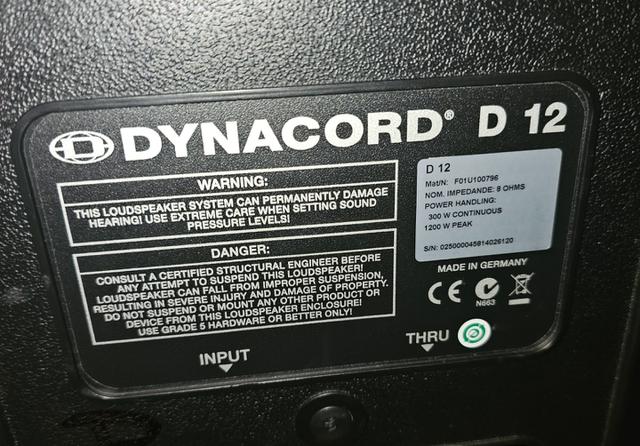 DYNACORD® D 12
WARNING:
THIS LOUDSPEAKER SYSTEM CAN PERMANENTLY DAMAGE
HEARING! USE EXTREME CARE WHEN SETTING SOUND
PRESSURE LEVELS!
DANGER:
CONSULT A CERTIFIED STRUCTURAL ENGINEER BEFORE
ANY ATTEMPT TO SUSPEND THIS LOUDSPEAKER!
LOUDSPEAKER CAN FALL FROM IMPROPER SUSPENSION,
RESULTING IN SEVERE INJURY AND DAMAGE OF PROPERTY.
DO NOT SUSPEND OR MOUNT ANY OTHER PRODUCT OR
DEVICE FROM THIS LOUDSPEAKER ENCLOSURE!
USE GRADE 5 HARDWARE OR BETTER ONLY!
D 12
Mat/N: F01U100796
NOM. IMPEDANDE: 8 OHMS
POWER HANDLING:
300 W CONTINUOUS
1200 W PEAK
S/N: 025000045814026120
MADE IN GERMANY
CE
N663
INPUT
THRU